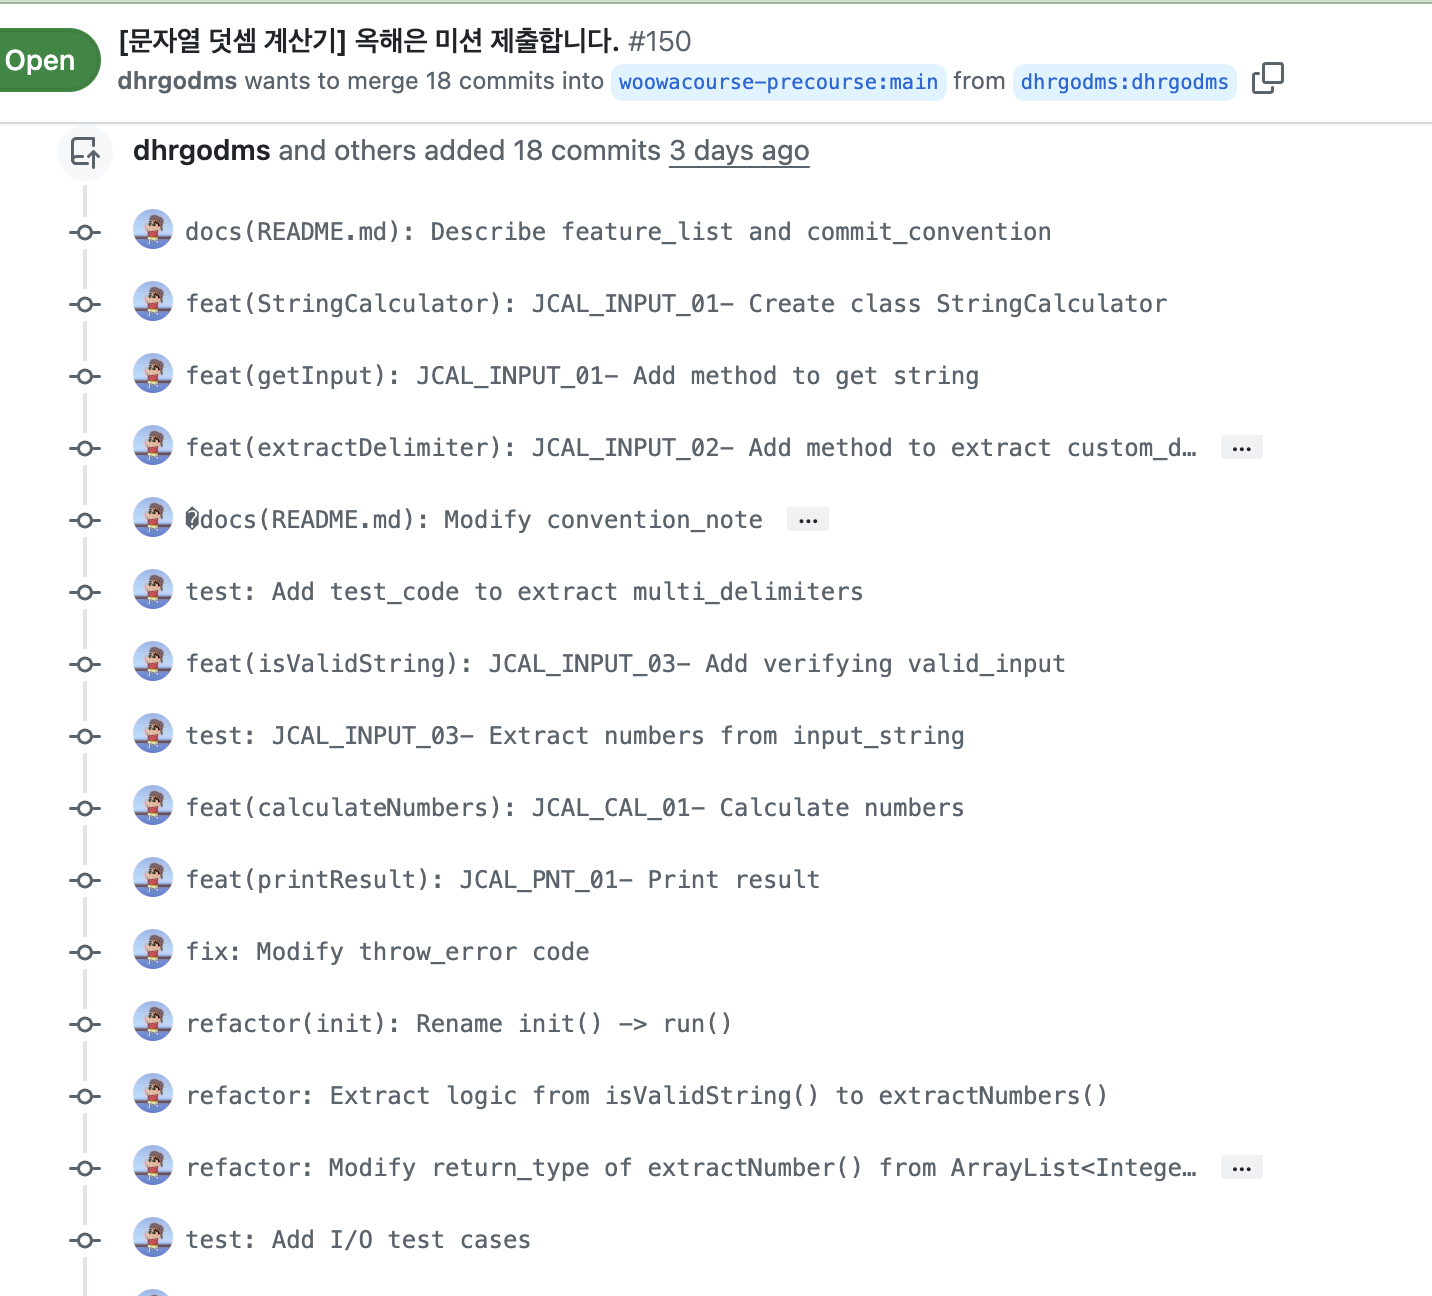 Open
[문자열 덧셈 계산기] 옥해은 미션 제출합니다. #150
dhrgodms wants to merge 18 commits into woowacourse-precourse:main from dhrgodms:dhrgodms
dhrgodms and others added 18 commits 3 days ago
docs(README.md): Describe feature_list and commit_convention
feat(StringCalculator): JCAL_INPUT_01- Create class StringCalculator
feat(getInput): JCAL_INPUT_01- Add method to get string
feat(extractDelimiter): JCAL_INPUT_02- Add method to extract custom_d… …
�docs(README.md): Modify convention_note …
test: Add test_code to extract multi_delimiters
feat(isValidString): JCAL_INPUT_03- Add verifying valid_input
test: JCAL_INPUT_03- Extract numbers from input_string
feat(calculateNumbers): JCAL_CAL_01- Calculate numbers
feat(printResult): JCAL_PNT_01- Print result
fix: Modify throw_error code
refactor(init): Rename init() -> run()
refactor: Extract logic from isValidString() to extractNumbers()
refactor: Modify return_type of extractNumber() from ArrayList<Intege… …
test: Add I/O test cases